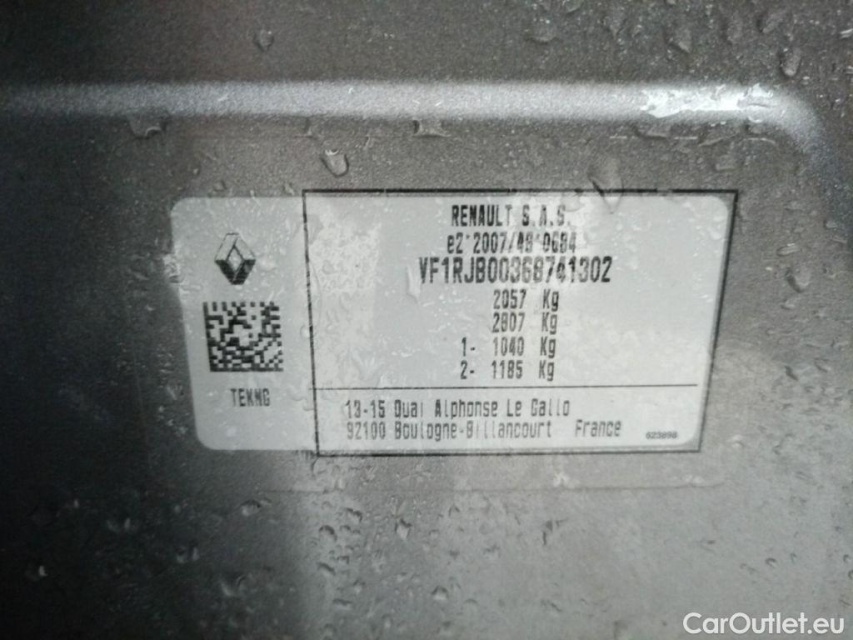 RENAULT S.A.S.
e2*2007/46*0684
VF1RJB00368741302
2057 Kg
2807 Kg
1- 1040 Kg
2- 1185 Kg
TEKNG
13-15 Quai Alphonse Le Gallo
92100 Boulogne-Billancourt France
CarOutlet.eu